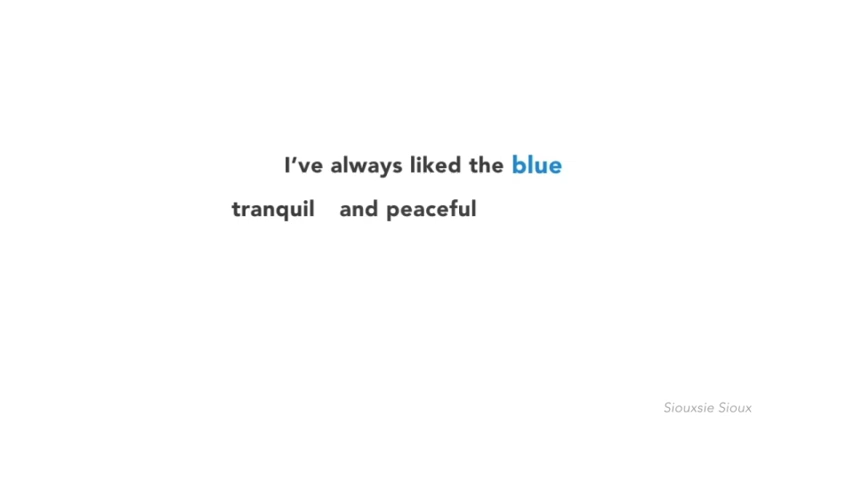 I’ve always liked the blue
tranquil and peaceful
Siouxsie Sioux